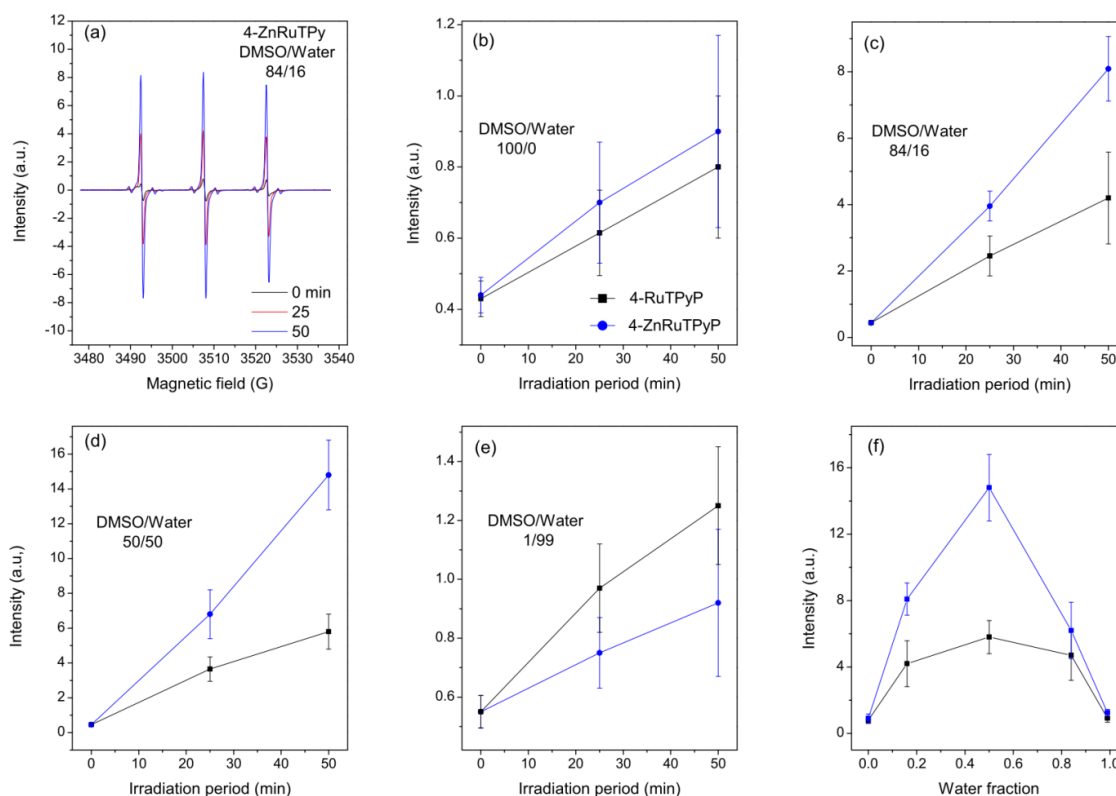 (a)
4-ZnRuTPy
DMSO/Water
84/16
12
10
8
6
4
2
0
-2
-4
-6
-8
-10
Intensity (a.u.)
0 min
25
50
3480 3490 3500 3510 3520 3530 3540
Magnetic field (G)
(b)
DMSO/Water
100/0
1.2
1.0
0.8
0.6
0.4
Intensity (a.u.)
4-RuTPyP
4-ZnRuTPyP
0 10 20 30 40 50
Irradiation period (min)
(c)
DMSO/Water
84/16
8
6
4
2
0
Intensity (a.u.)
0 10 20 30 40 50
Irradiation period (min)
(d)
DMSO/Water
50/50
16
14
12
10
8
6
4
2
0
Intensity (a.u.)
0 10 20 30 40 50
Irradiation period (min)
(e)
DMSO/Water
1/99
1.4
1.2
1.0
0.8
0.6
Intensity (a.u.)
0 10 20 30 40 50
Irradiation period (min)
(f)
16
12
8
4
0
Intensity (a.u.)
0.0 0.2 0.4 0.6 0.8 1.0
Water fraction